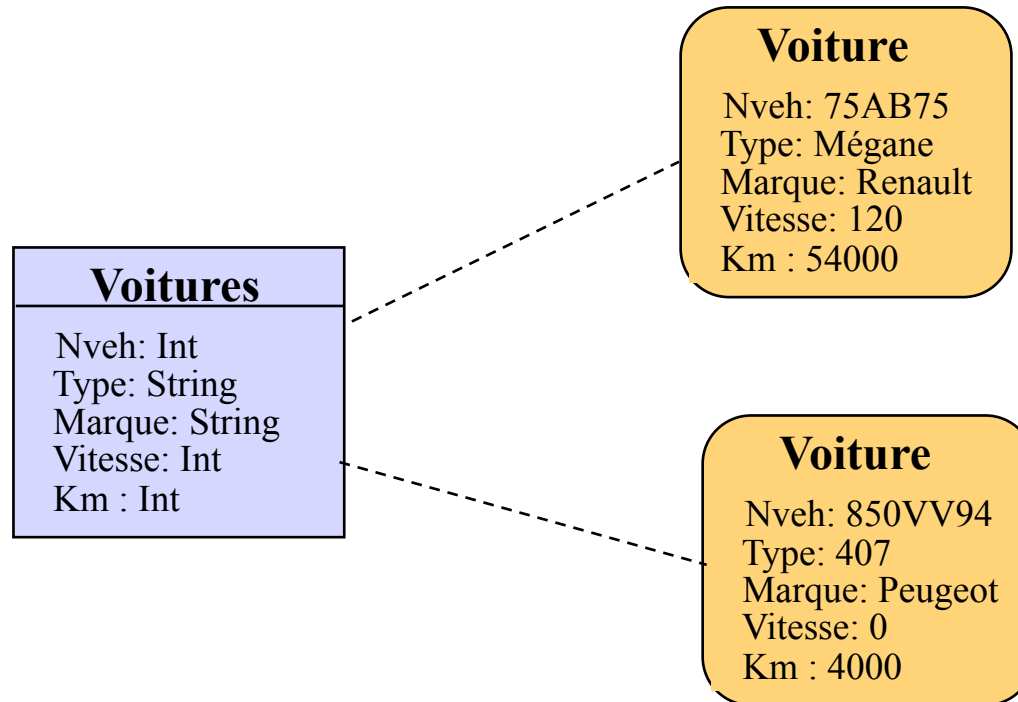 Voitures
Nveh: Int
Type: String
Marque: String
Vitesse: Int
Km : Int
Voiture
Nveh: 75AB75
Type: Mégane
Marque: Renault
Vitesse: 120
Km : 54000
Voiture
Nveh: 850VV94
Type: 407
Marque: Peugeot
Vitesse: 0
Km : 4000